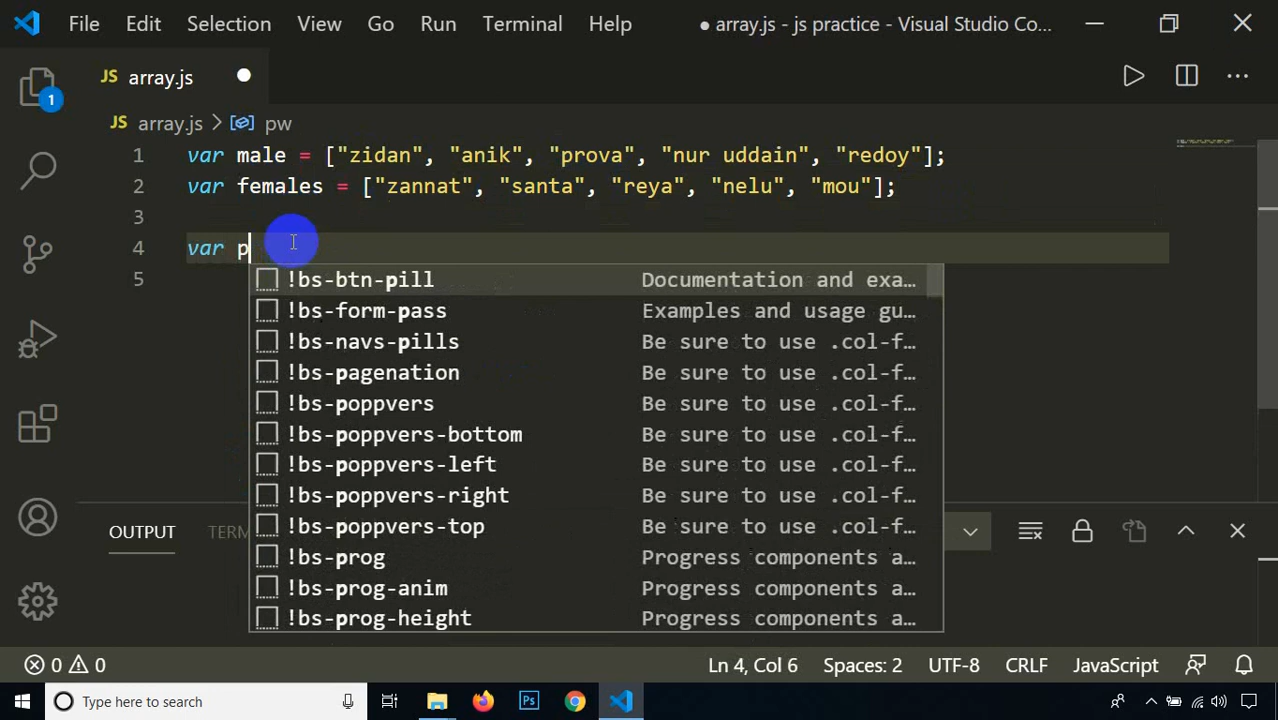 File Edit Selection View Go Run Terminal Help ● array.js - js practice - Visual Studio Co...
JS array.js
1
JS array.js > pw
1 var male = ["zidan", "anik", "prova", "nur uddain", "redoy"];
2 var females = ["zannat", "santa", "reya", "nelu", "mou"];
3
4 var p
5
!bs-btn-pill Documentation and exa...
!bs-form-pass Examples and usage gu...
!bs-navs-pills Be sure to use .col-f...
!bs-pagenation Be sure to use .col-f...
!bs-poppvers Be sure to use .col-f...
!bs-poppvers-bottom Be sure to use .col-f...
!bs-poppvers-left Be sure to use .col-f...
!bs-poppvers-right Be sure to use .col-f...
!bs-poppvers-top Be sure to use .col-f...
!bs-prog Progress components a...
!bs-prog-anim Progress components a...
!bs-prog-height Progress components a...
OUTPUT TERM
0 0 Ln 4, Col 6 Spaces: 2 UTF-8 CRLF JavaScript
Type here to search Ps